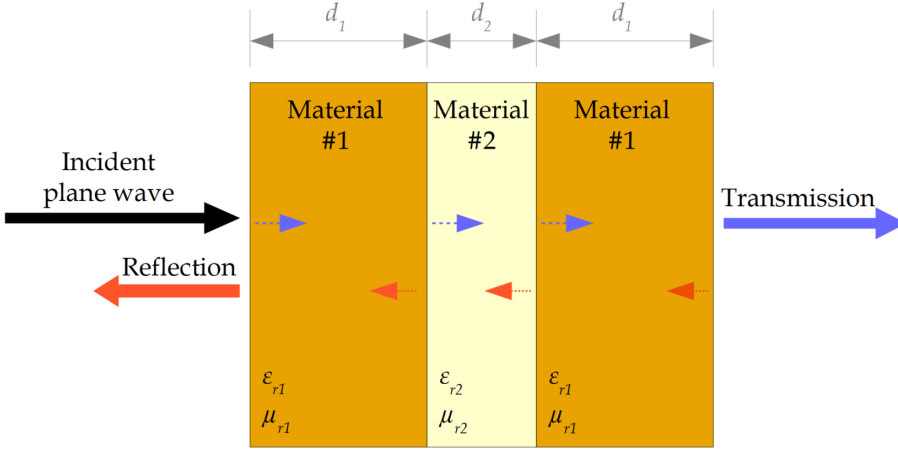 d₁
d₂
d₁
Material
#1
Material
#2
Material
#1
Incident
plane wave
Transmission
Reflection
εᵣ₁
μᵣ₁
εᵣ₂
μᵣ₂
εᵣ₁
μᵣ₁